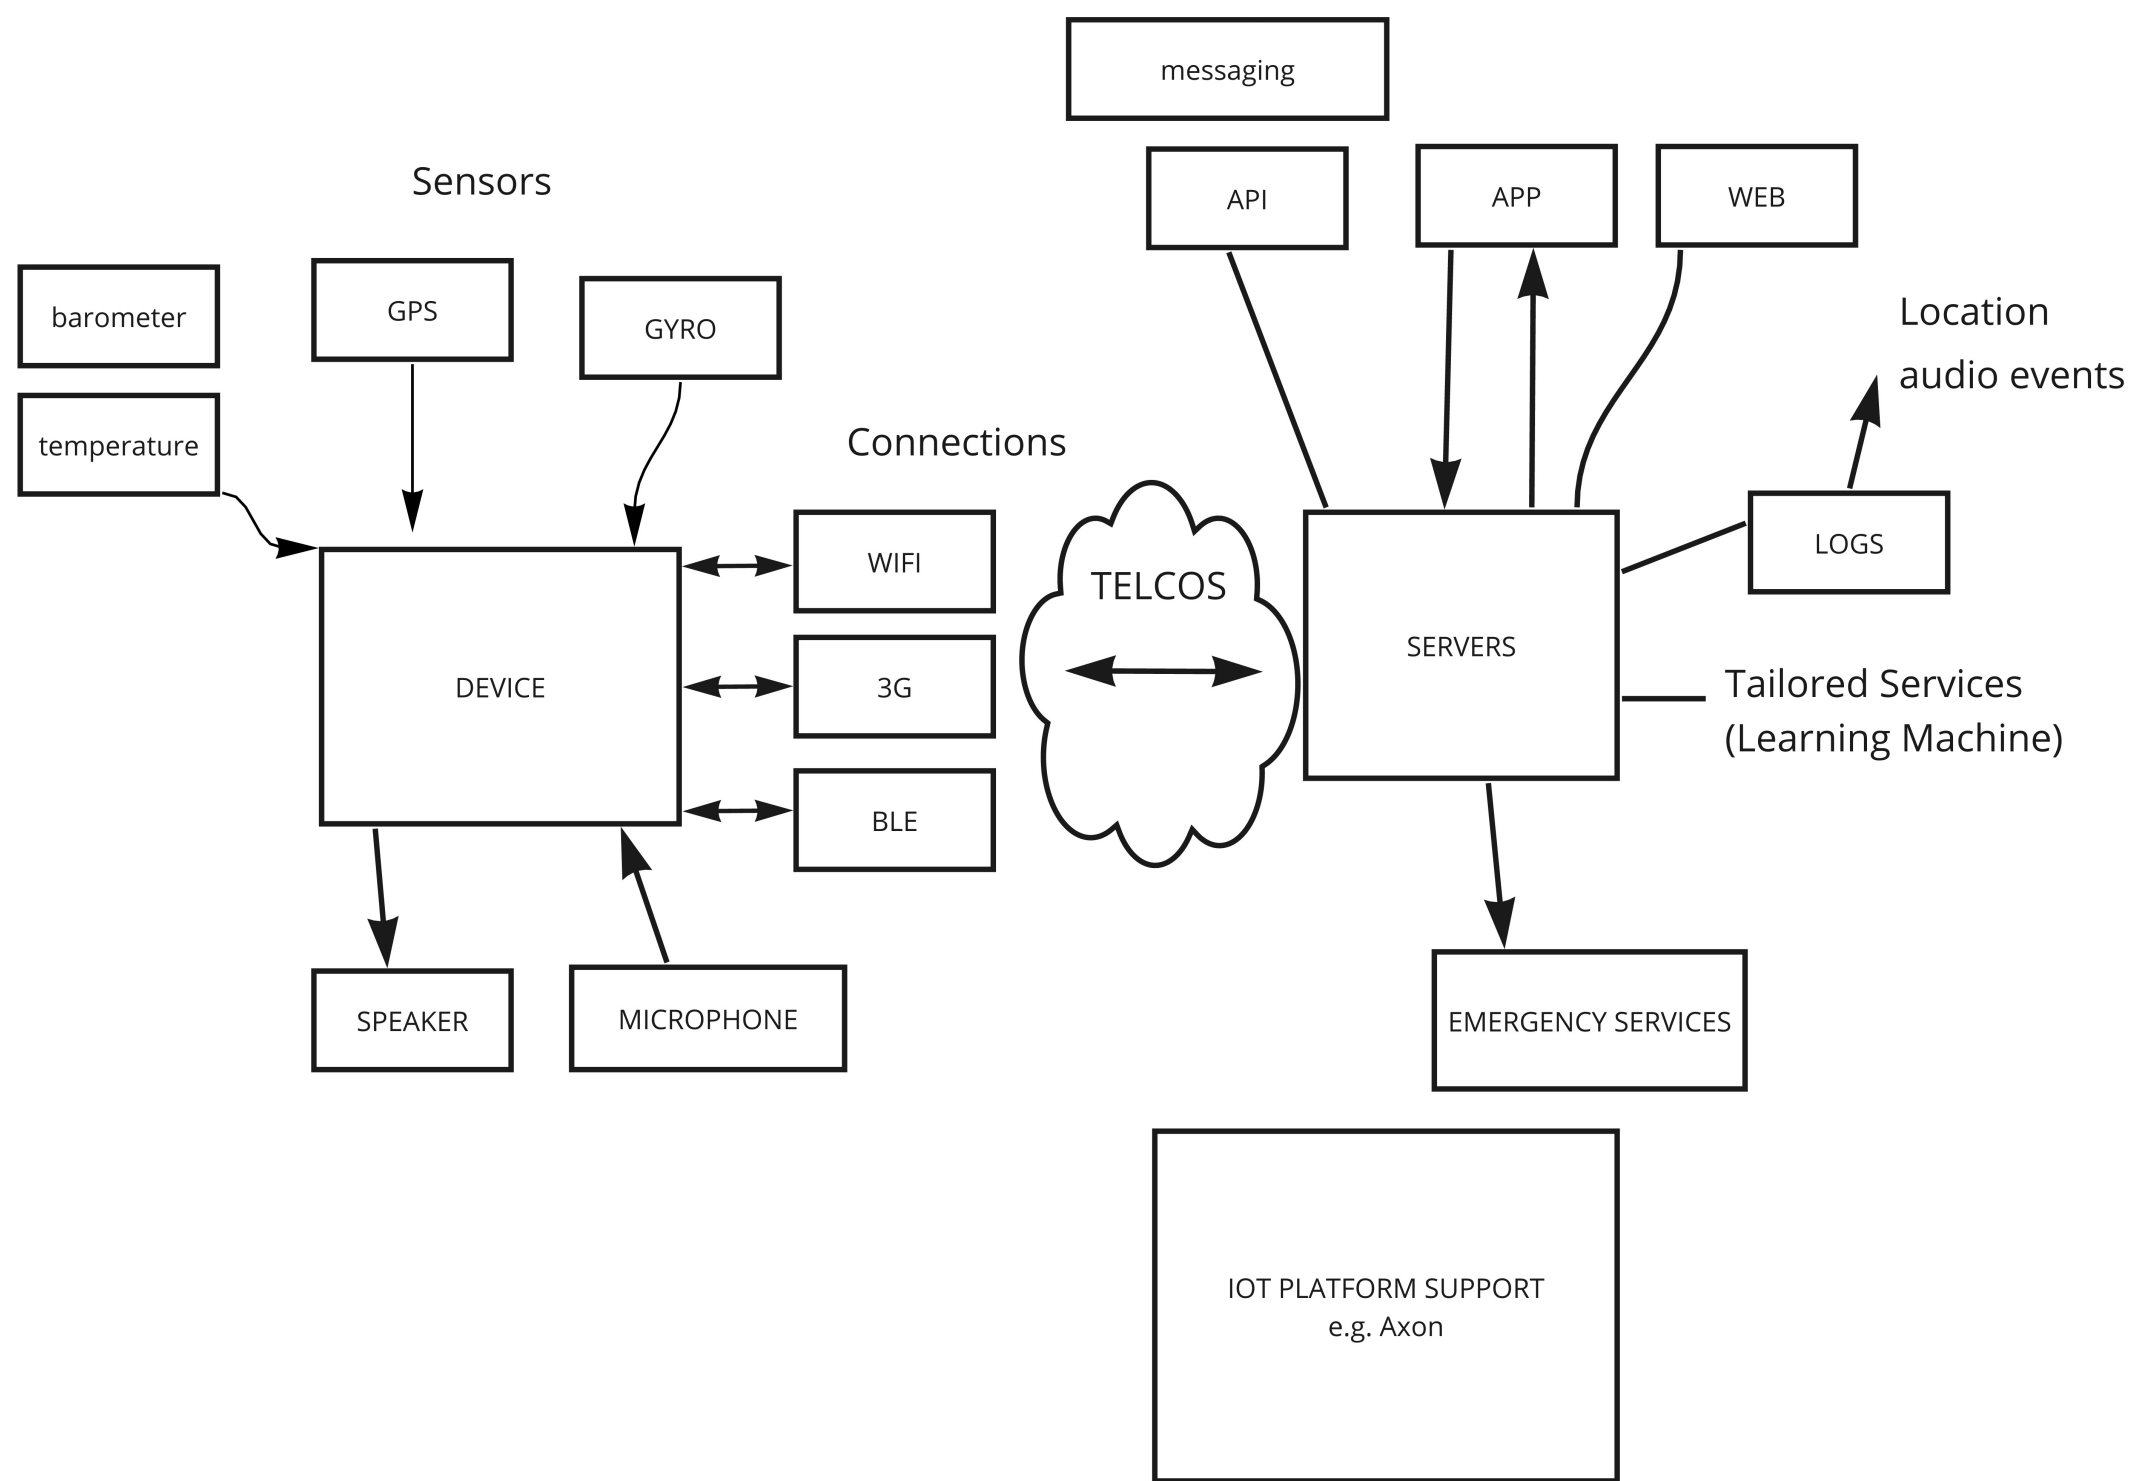 messaging
Sensors
API
APP
WEB
barometer
GPS
GYRO
Location
audio events
temperature
Connections
WIFI
TELCOS
LOGS
DEVICE
3G
SERVERS
Tailored Services
(Learning Machine)
BLE
SPEAKER
MICROPHONE
EMERGENCY SERVICES
IOT PLATFORM SUPPORT
e.g. Axon